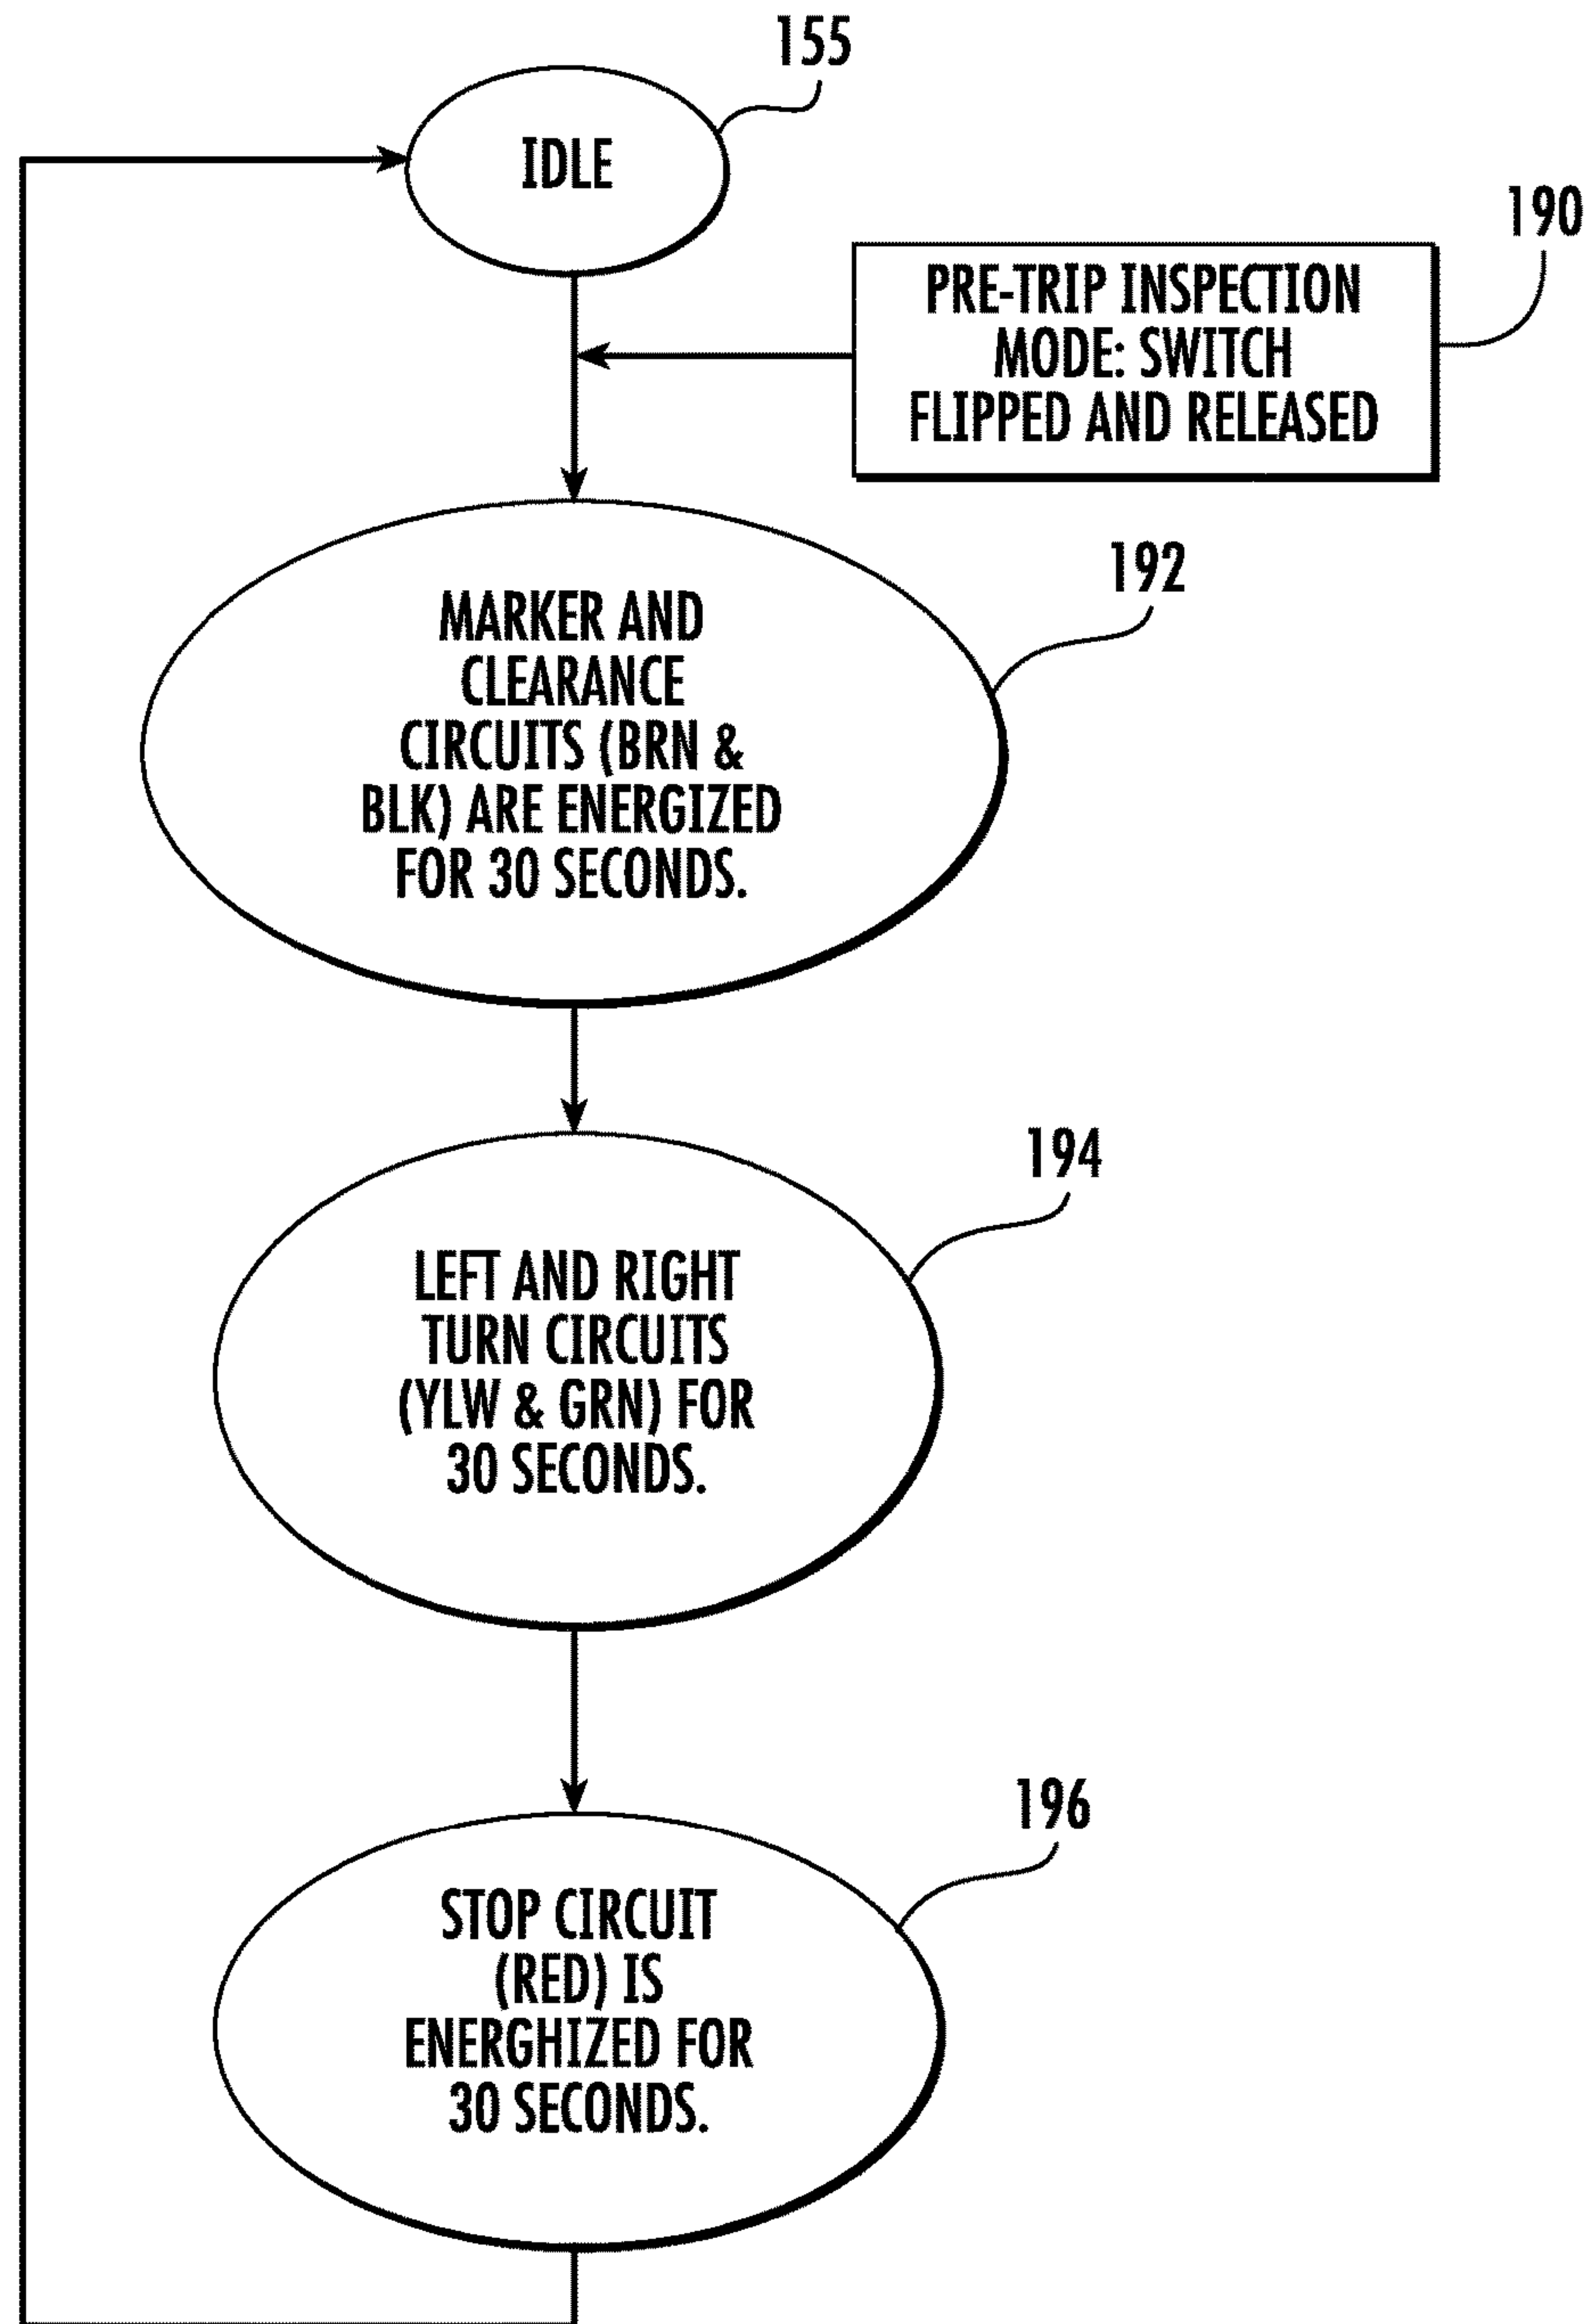 155
IDLE
190
PRE-TRIP INSPECTION
MODE: SWITCH
FLIPPED AND RELEASED
192
MARKER AND
CLEARANCE
CIRCUITS (BRN &
BLK) ARE ENERGIZED
FOR 30 SECONDS.
194
LEFT AND RIGHT
TURN CIRCUITS
(YLW & GRN) FOR
30 SECONDS.
196
STOP CIRCUIT
(RED) IS
ENERGHIZED FOR
30 SECONDS.